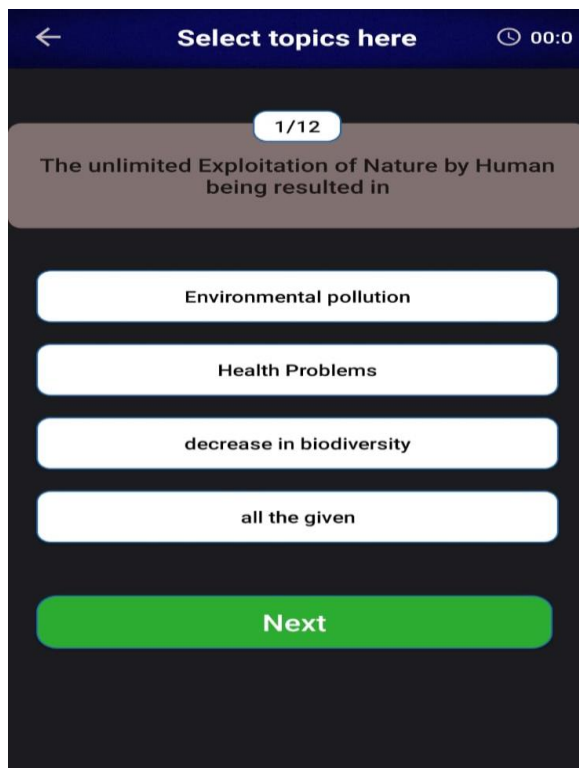 Select topics here
00:0
1/12
The unlimited Exploitation of Nature by Human
being resulted in
Environmental pollution
Health Problems
decrease in biodiversity
all the given
Next